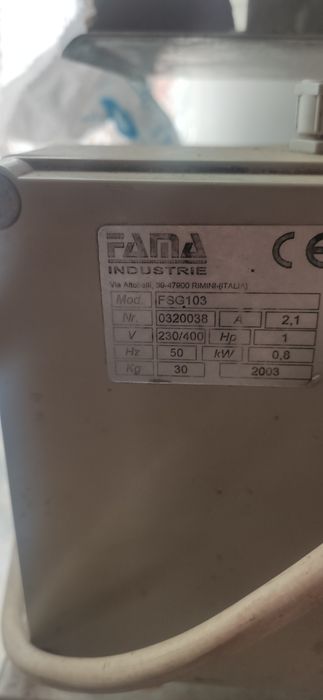 FAMA CE
INDUSTRIE
Via Altobelli, 39-47900 RIMINI-(ITALIA)
Mod. FSG103
Nr. 0320038 A 2,1
V 230/400 Hp 1
Hz 50 kW 0,8
Kg 30 2003